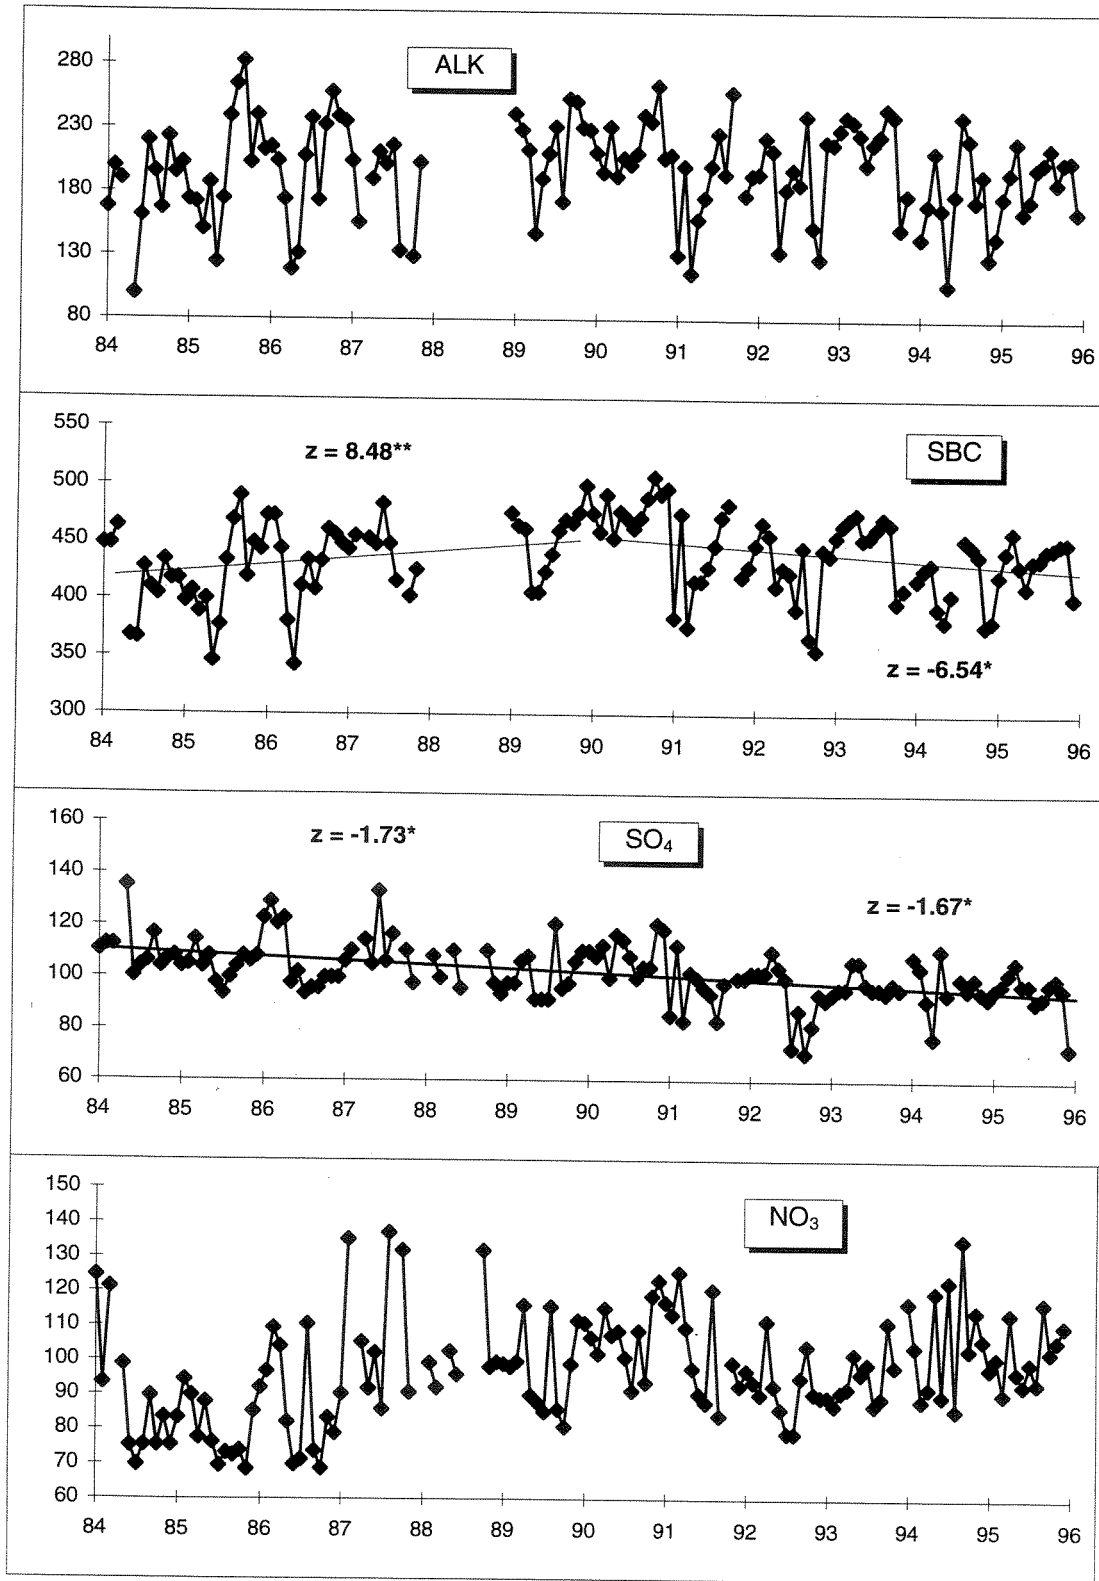 ALK
280
230
180
130
80
84 85 86 87 88 89 90 91 92 93 94 95 96
550
z = 8.48**
SBC
500
450
400
350
z = -6.54*
300
84 85 86 87 88 89 90 91 92 93 94 95 96
160
z = -1.73*
SO₄
140
z = -1.67*
120
100
80
60
84 85 86 87 88 89 90 91 92 93 94 95 96
150
NO₃
140
130
120
110
100
90
80
70
60
84 85 86 87 88 89 90 91 92 93 94 95 96